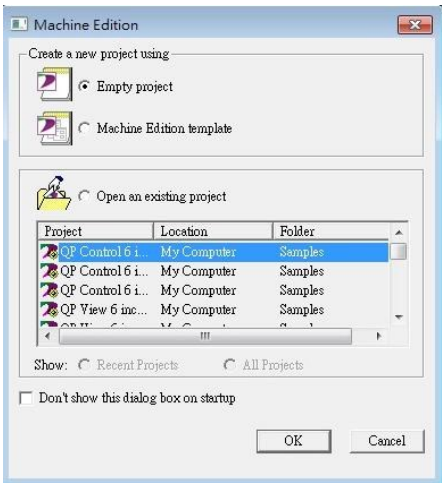 Machine Edition
Create a new project using
Empty project
Machine Edition template
Open an existing project
Project Location Folder
QP Control 6 i... My Computer Samples
QP Control 6 i... My Computer Samples
QP Control 6 i... My Computer Samples
QP View 6 inc... My Computer Samples
Show: Recent Projects All Projects
Don't show this dialog box on startup
OK Cancel